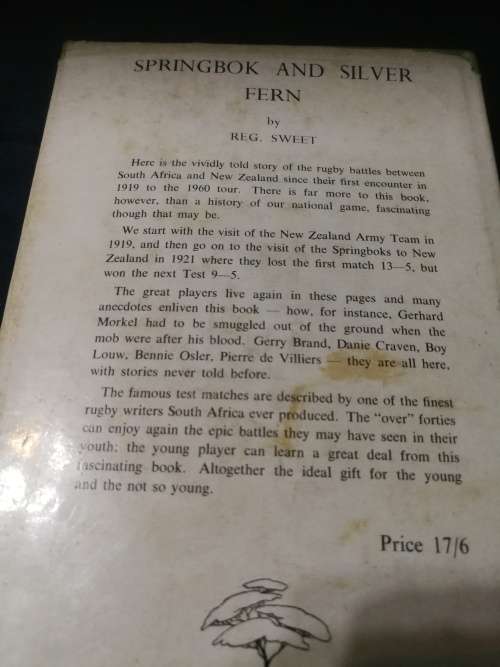 SPRINGBOK AND SILVER
FERN
by
REG. SWEET
Here is the vividly told story of the rugby battles between
South Africa and New Zealand since their first encounter in
1919 to the 1960 tour. There is far more to this book,
however, than a history of our national game, fascinating
though that may be.
We start with the visit of the New Zealand Army Team in
1919, and then go on to the visit of the Springboks to New
Zealand in 1921 where they lost the first match 13—5, but
won the next Test 9—5.
The great players live again in these pages and many
anecdotes enliven this book — how, for instance, Gerhard
Morkel had to be smuggled out of the ground when the
mob were after his blood. Gerry Brand, Danie Craven, Boy
Louw, Bennie Osler, Pierre de Villiers — they are all here,
with stories never told before.
The famous test matches are described by one of the finest
rugby writers South Africa ever produced. The "over" forties
can enjoy again the epic battles they may have seen in their
youth: the young player can learn a great deal from this
fascinating book. Altogether the ideal gift for the young
and the not so young.
Price 17/6